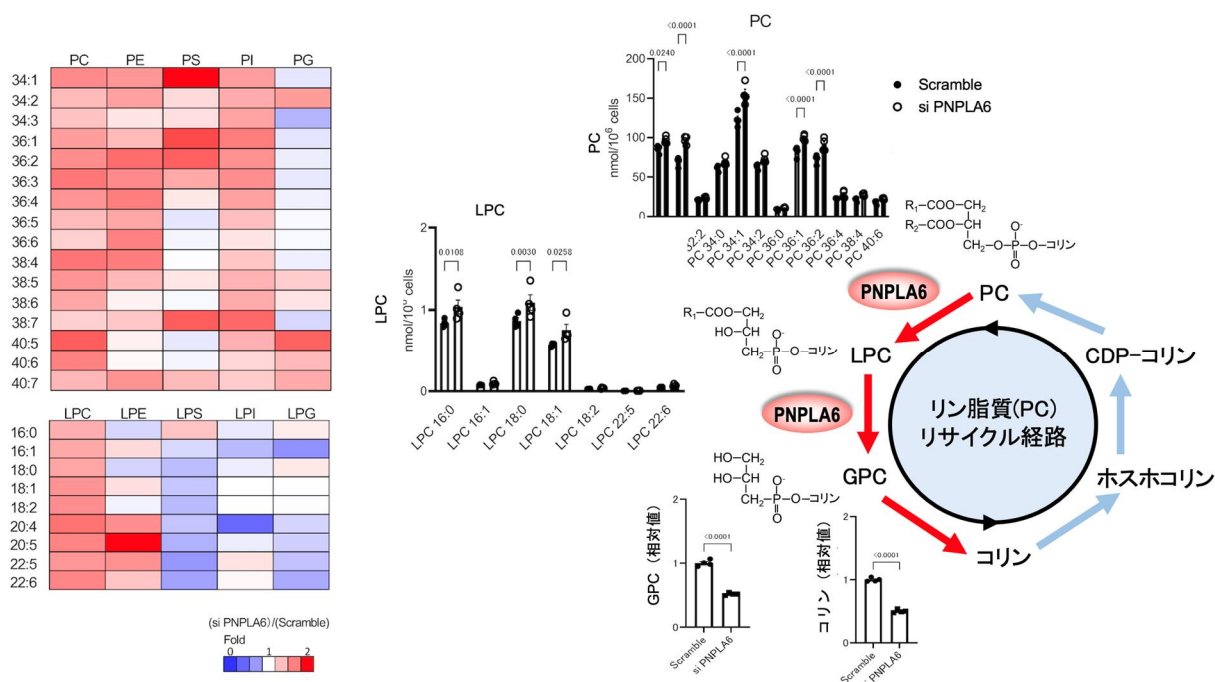 PC PE PS PI PG
34:1
34:2
34:3
36:1
36:2
36:3
36:4
36:5
36:6
38:4
38:5
38:6
38:7
40:5
40:6
40:7
LPC LPE LPS LPI LPG
16:0
16:1
18:0
18:1
18:2
20:4
20:5
22:5
22:6
(si PNPLA6)/(Scramble)
Fold
0 1 2
LPC
LPC
nmol/10⁶ cells
2
1
0
0.0108
0.0030
0.0258
LPC 16:0
LPC 16:1
LPC 18:0
LPC 18:1
LPC 18:2
LPC 22:5
LPC 22:6
PC
PC
nmol/10⁶ cells
200
150
100
50
0
0.0240
<0.0001
<0.0001
<0.0001
<0.0001
Scramble
si PNPLA6
PC 34:0
PC 34:1
PC 34:2
PC 36:0
PC 36:1
PC 36:2
PC 36:4
PC 38:4
PC 40:6
R₁-COO-CH₂
R₂-COO-CH O⁻
CH₂-O-P-O-コリン
O
PNPLA6
PC
R₁-COO-CH₂
HO-CH O⁻
CH₂-O-P-O-コリン
O
LPC
CDP-コリン
PNPLA6
リン脂質(PC)
リサイクル経路
HO-CH₂
HO-CH O⁻
CH₂-O-P-O-コリン
O
GPC
ホスホコリン
コリン
GPC (相対値)
2
1
0
<0.0001
Scramble
si PNPLA6
コリン (相対値)
2
1
0
<0.0001
Scramble
si PNPLA6